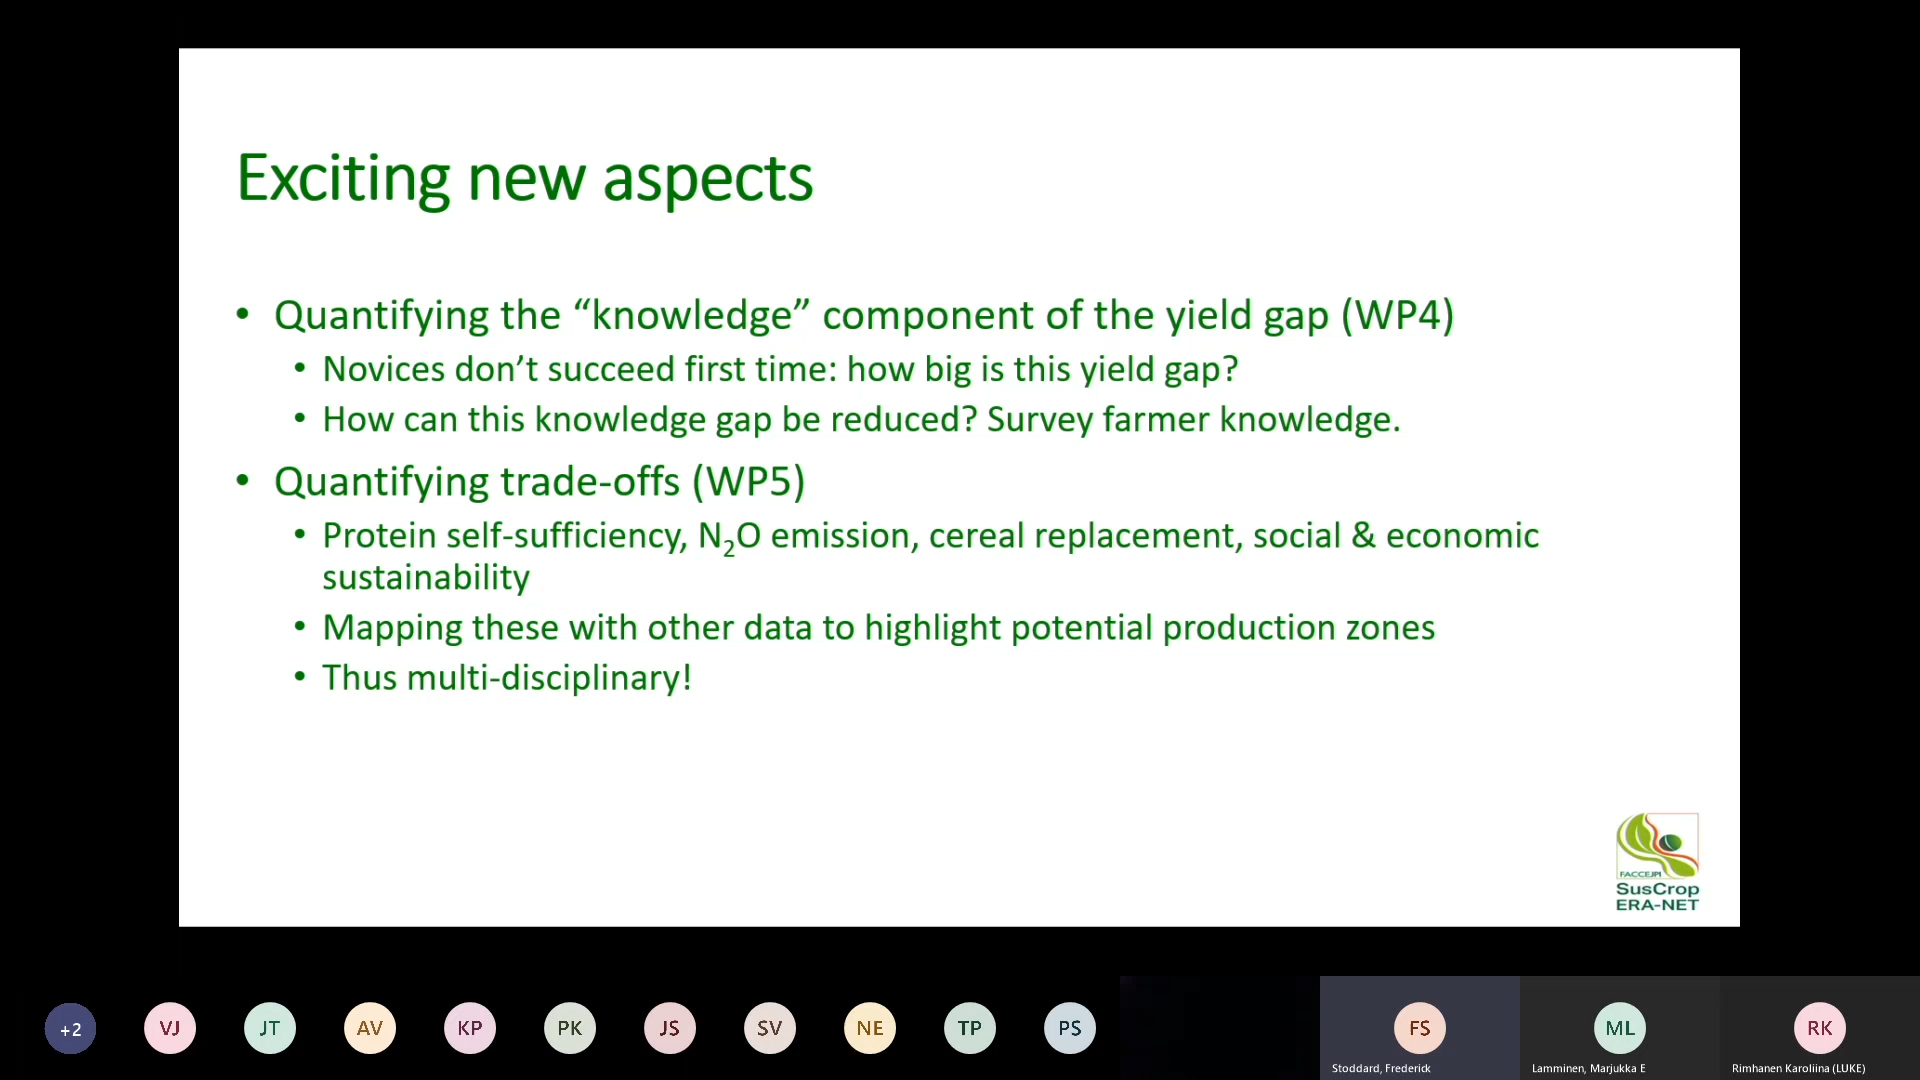 Exciting new aspects
• Quantifying the “knowledge” component of the yield gap (WP4)
• Novices don’t succeed first time: how big is this yield gap?
• How can this knowledge gap be reduced? Survey farmer knowledge.
• Quantifying trade-offs (WP5)
• Protein self-sufficiency, N₂O emission, cereal replacement, social & economic
sustainability
• Mapping these with other data to highlight potential production zones
• Thus multi-disciplinary!
FACCEJPI
SusCrop
ERA-NET
+2 VJ JT AV KP PK JS SV NE TP PS FS ML RK
Stoddard, Frederick Lamminen, Marjukka E Rimhanen Karoliina (LUKE)